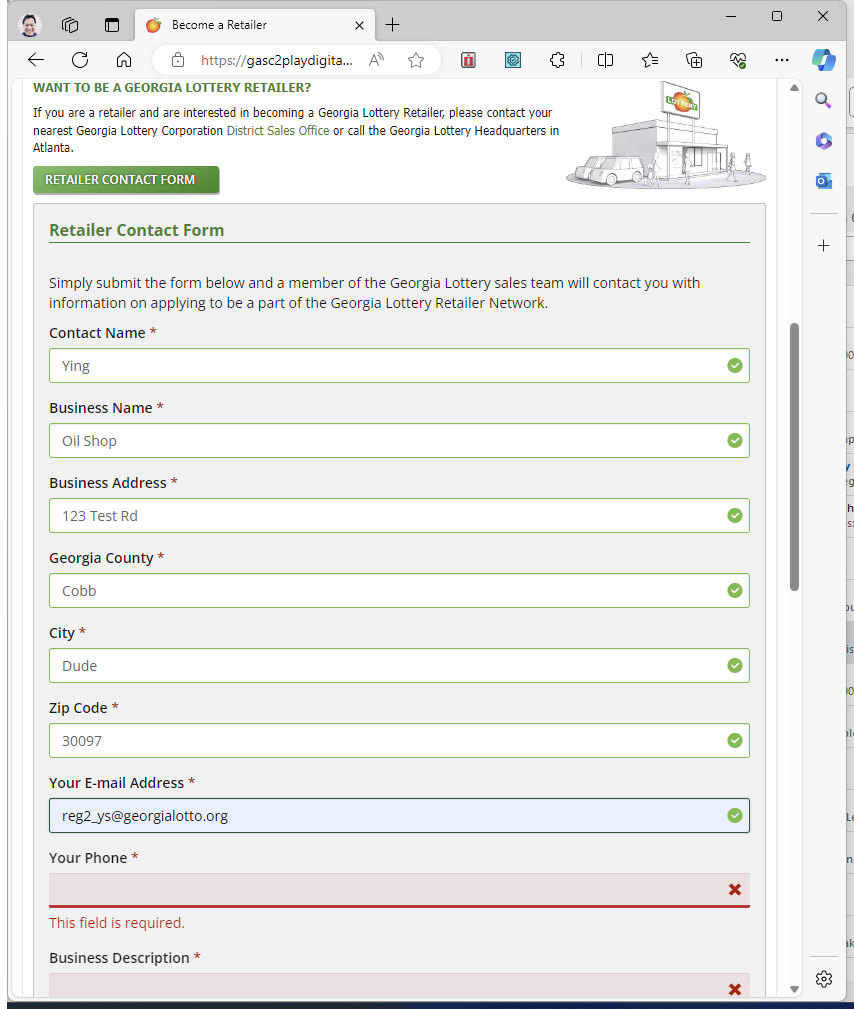 Become a Retailer
https://gasc2playdigita...
WANT TO BE A GEORGIA LOTTERY RETAILER?
If you are a retailer and are interested in becoming a Georgia Lottery Retailer, please contact your
nearest Georgia Lottery Corporation District Sales Office or call the Georgia Lottery Headquarters in
Atlanta.
LOTTERY
RETAILER CONTACT FORM
Retailer Contact Form
Simply submit the form below and a member of the Georgia Lottery sales team will contact you with
information on applying to be a part of the Georgia Lottery Retailer Network.
Contact Name *
Ying
Business Name *
Oil Shop
Business Address *
123 Test Rd
Georgia County *
Cobb
City *
Dude
Zip Code *
30097
Your E-mail Address *
reg2_ys@georgialotto.org
Your Phone *
This field is required.
Business Description *